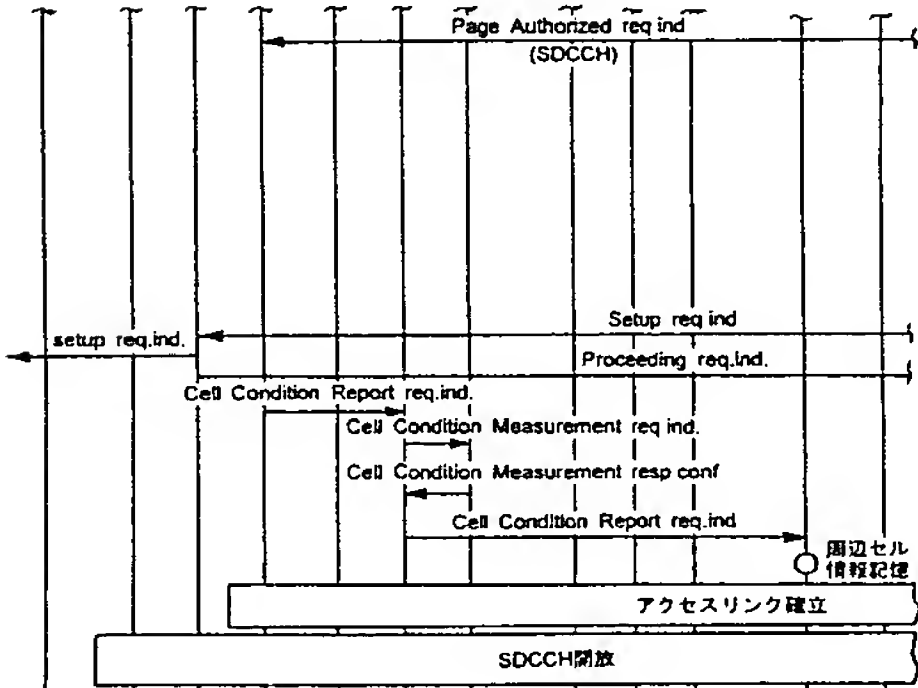 Page Authorized req ind
(SDCCH)
Setup req ind
setup req.ind.
Proceeding req.ind.
Cell Condition Report req.ind.
Cell Condition Measurement req ind.
Cell Condition Measurement resp conf
Cell Condition Report req.ind
周辺セル
情報記憶
アクセスリンク確立
SDCCH開放